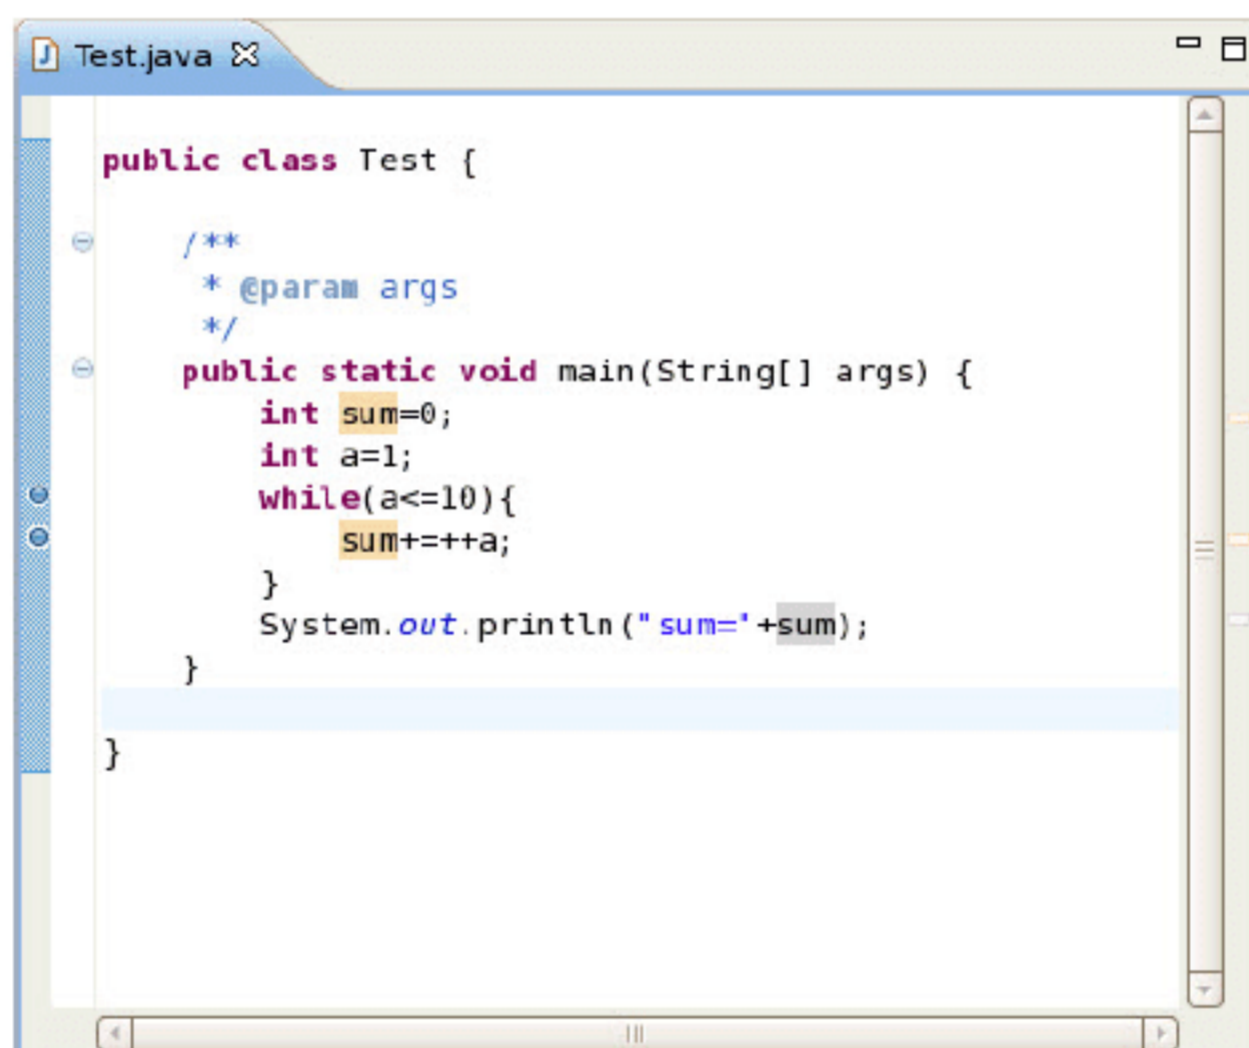 Test.java
public class Test {
/**
* @param args
*/
public static void main(String[] args) {
int sum=0;
int a=1;
while(a<=10){
sum+=++a;
}
System.out.println("sum="+sum);
}
}